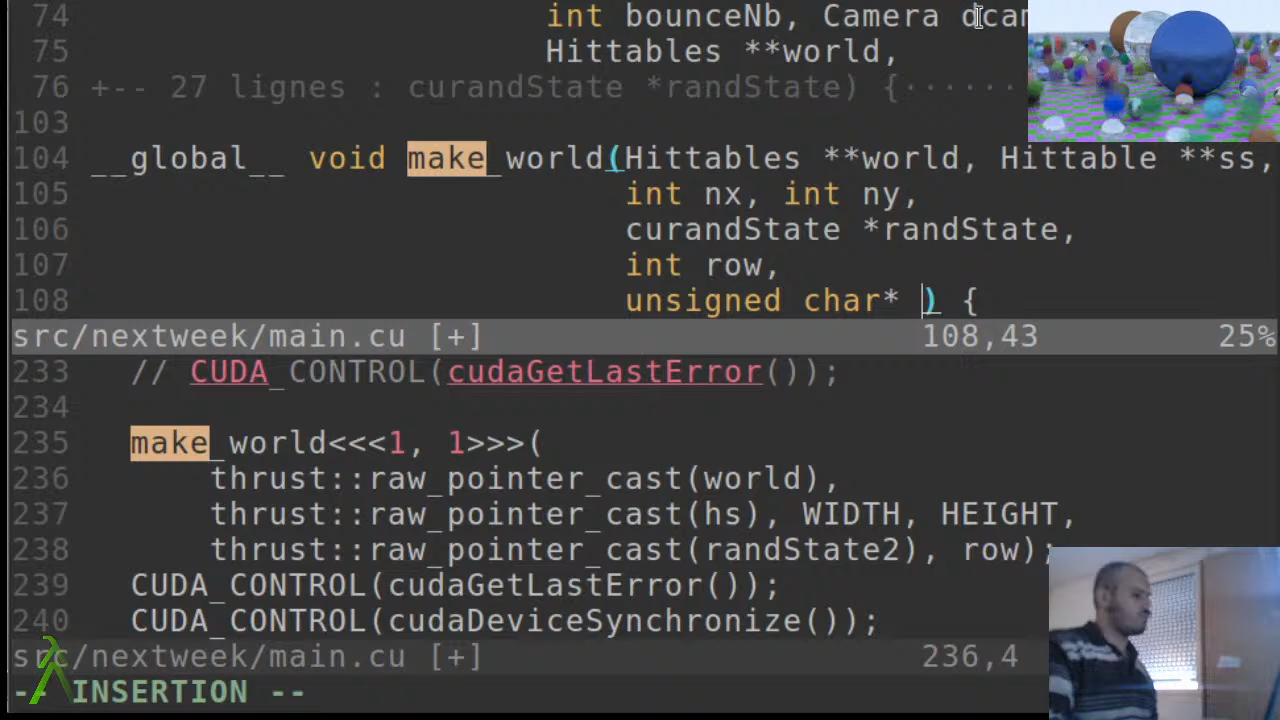 74 int bounceNb, Camera dcam
75 Hittables **world,
76 +-- 27 lignes : curandState *randState) {······
103
104 __global__ void make_world(Hittables **world, Hittable **ss,
105 int nx, int ny,
106 curandState *randState,
107 int row,
108 unsigned char* ) {
src/nextweek/main.cu [+] 108,43 25%
233 // CUDA_CONTROL(cudaGetLastError());
234
235 make_world<<<1, 1>>>(
236 thrust::raw_pointer_cast(world),
237 thrust::raw_pointer_cast(hs), WIDTH, HEIGHT,
238 thrust::raw_pointer_cast(randState2), row);
239 CUDA_CONTROL(cudaGetLastError());
240 CUDA_CONTROL(cudaDeviceSynchronize());
src/nextweek/main.cu [+] 236,4
-- INSERTION --